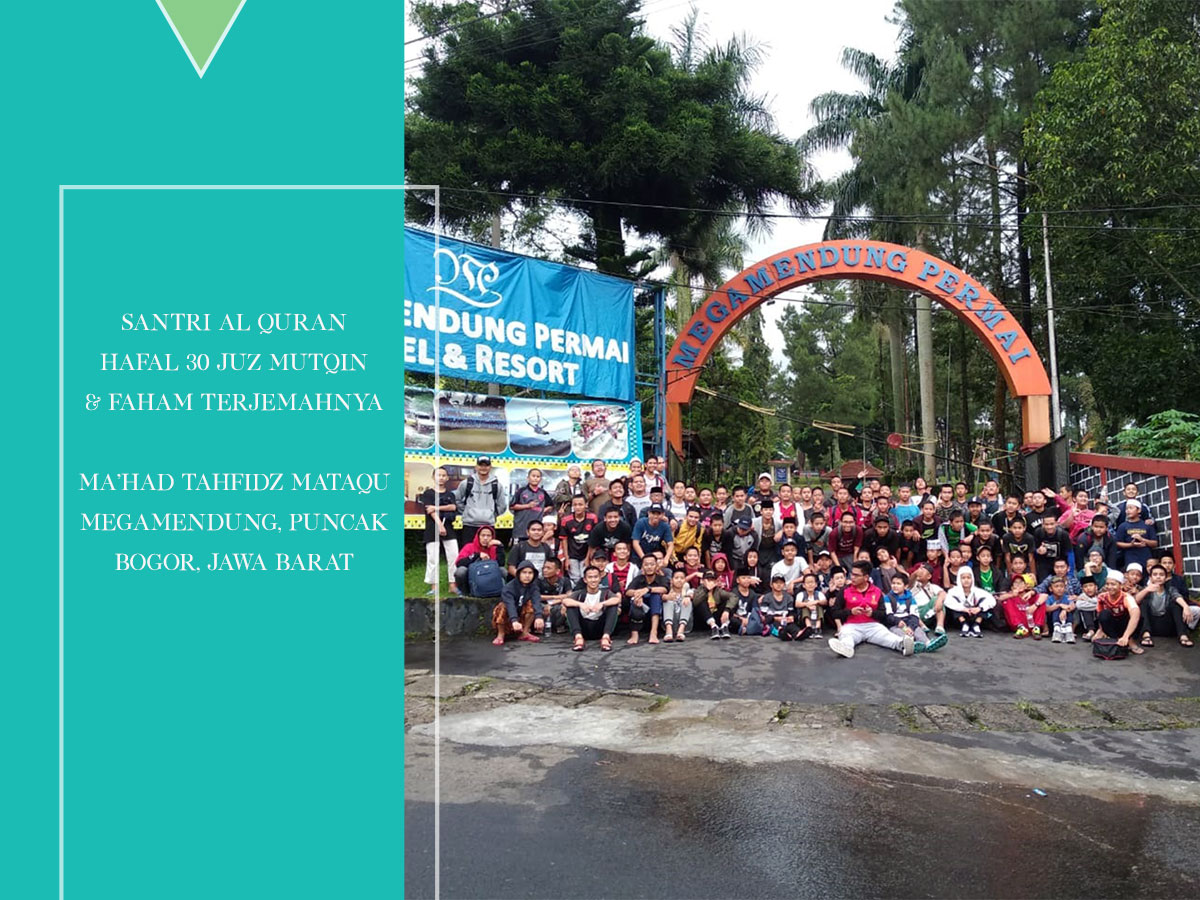 SANTRI AL QURAN
HAFAL 30 JUZ MUTQIN
& FAHAM TERJEMAHNYA
MA'HAD TAHFIDZ MATAQU
MEGAMENDUNG, PUNCAK
BOGOR, JAWA BARAT
ENDUNG PERMAI
EL & RESORT
MEGAMENDUNG PERMAI